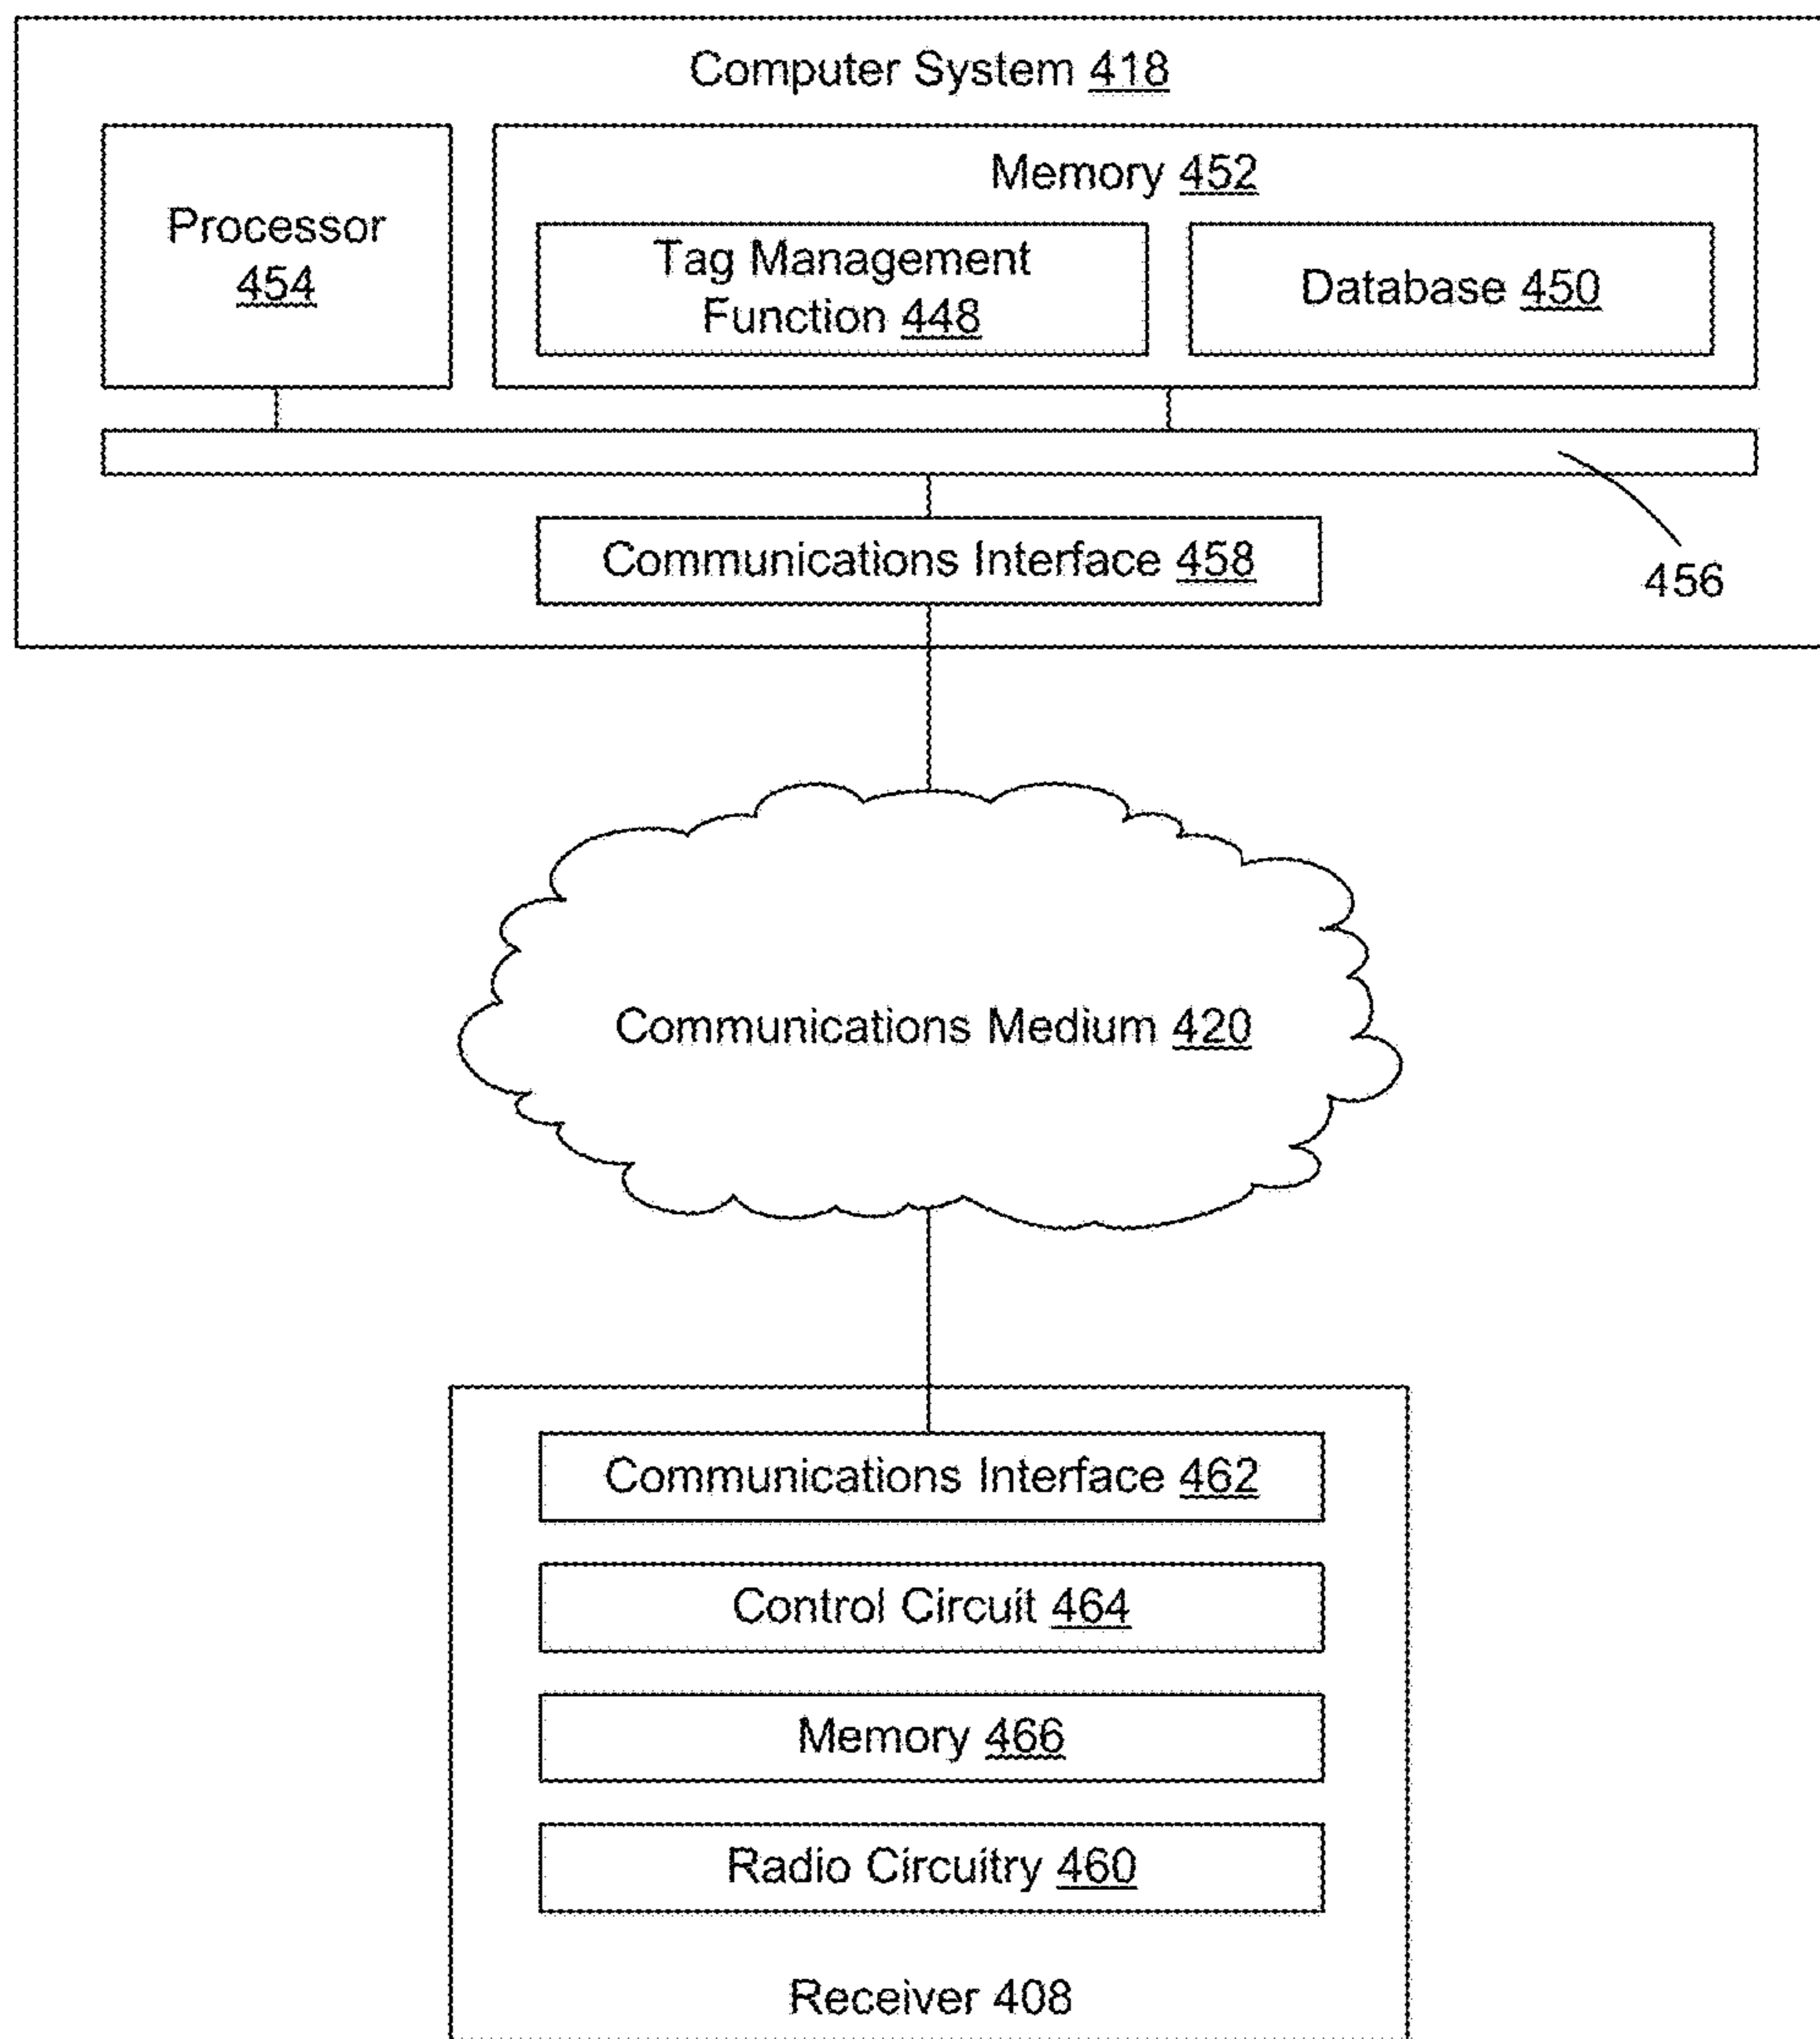 Computer System 418
Processor
454
Memory 452
Tag Management
Function 448
Database 450
Communications Interface 458
456
Communications Medium 420
Communications Interface 462
Control Circuit 464
Memory 466
Radio Circuitry 460
Receiver 408